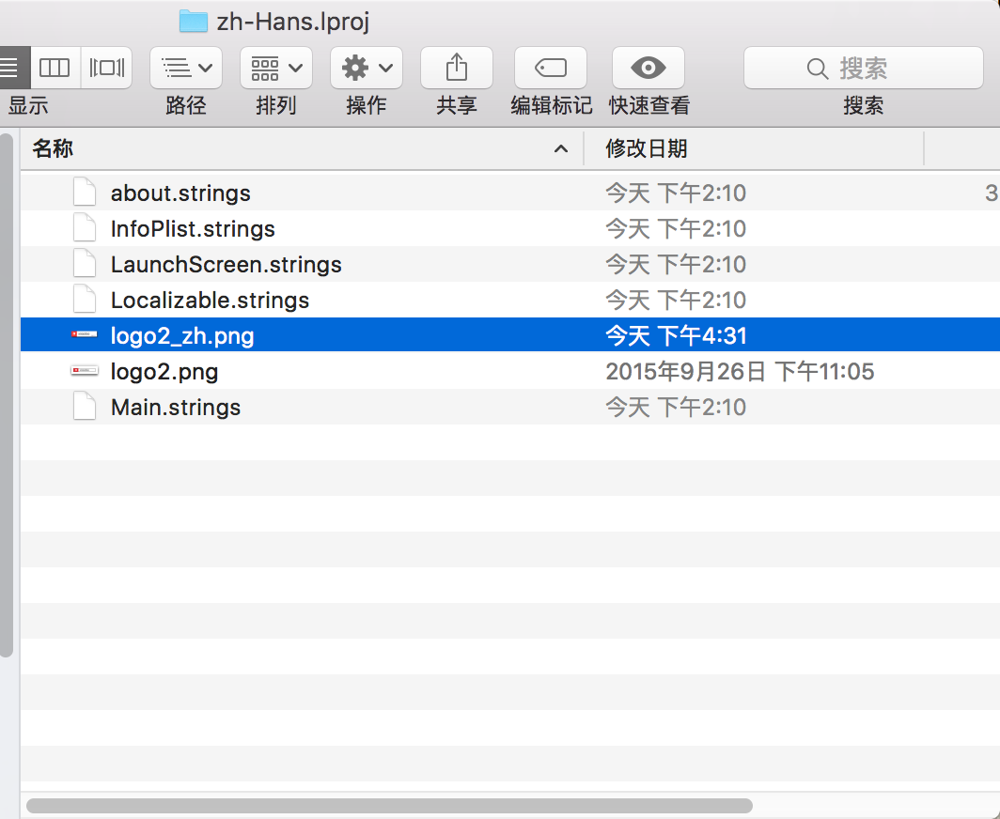 zh-Hans.lproj
显示 路径 排列 操作 共享 编辑标记 快速查看 搜索
搜索
名称 修改日期
about.strings 今天 下午2:10 3
InfoPlist.strings 今天 下午2:10
LaunchScreen.strings 今天 下午2:10
Localizable.strings 今天 下午2:10
logo2_zh.png 今天 下午4:31
logo2.png 2015年9月26日 下午11:05
Main.strings 今天 下午2:10